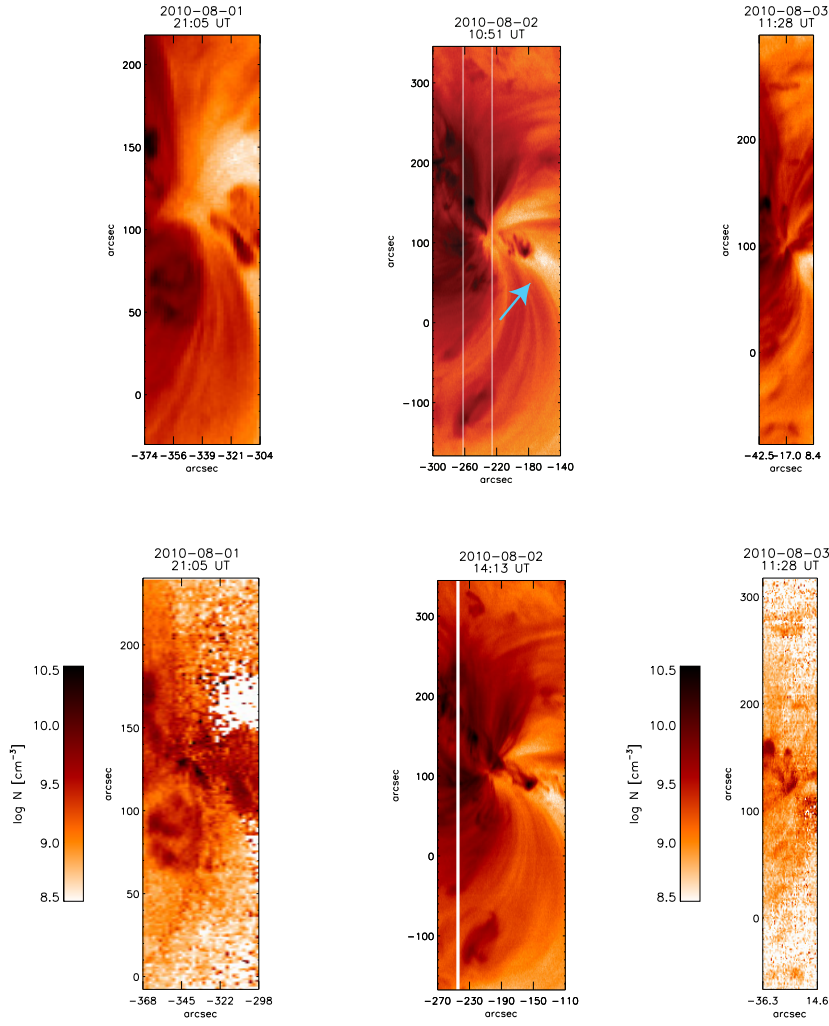 2010-08-01
21:05 UT
200
150
100
50
0
arcsec
-374 -356 -339 -321 -304
arcsec
2010-08-02
10:51 UT
300
200
100
0
-100
arcsec
-300 -260 -220 -180 -140
arcsec
2010-08-03
11:28 UT
200
100
0
arcsec
-42.5 -17.0 8.4
arcsec
2010-08-01
21:05 UT
10.5
10.0
9.5
9.0
8.5
log N [cm⁻³]
200
150
100
50
0
arcsec
-368 -345 -322 -298
arcsec
2010-08-02
14:13 UT
300
200
100
0
-100
arcsec
-270 -230 -190 -150 -110
arcsec
2010-08-03
11:28 UT
10.5
10.0
9.5
9.0
8.5
log N [cm⁻³]
300
200
100
0
arcsec
-36.3 14.6
arcsec